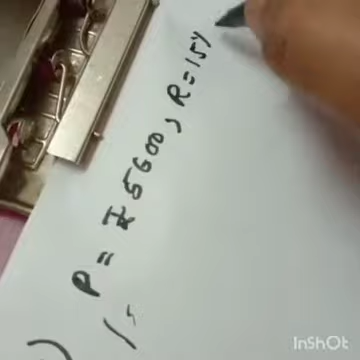 P = ₹5600, R = 15%
InShOt